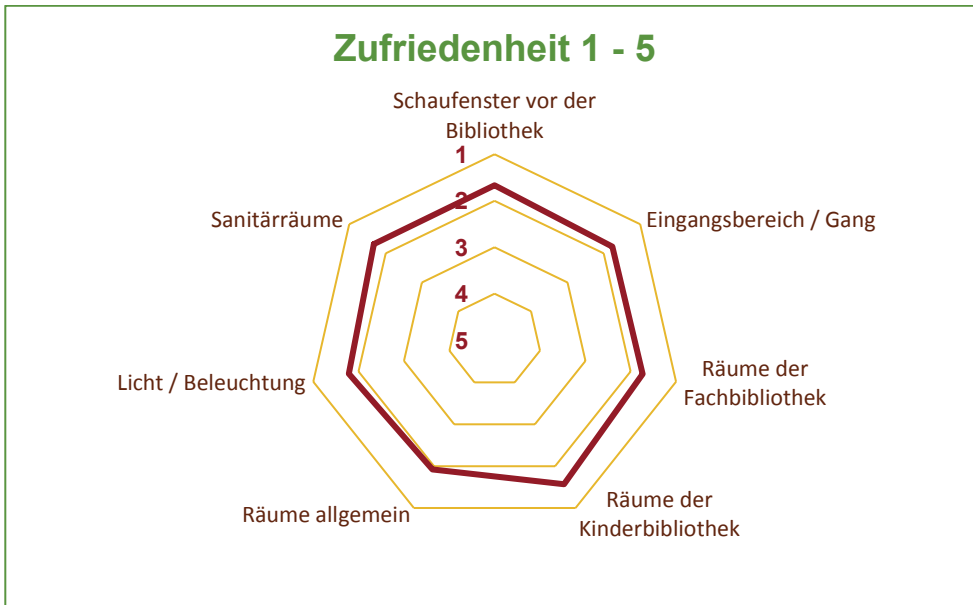 Zufriedenheit 1 - 5
Schaufenster vor der
Bibliothek
1
2
3
4
5
Sanitärräume
Eingangsbereich / Gang
Licht / Beleuchtung
Räume der
Fachbibliothek
Räume allgemein
Räume der
Kinderbibliothek